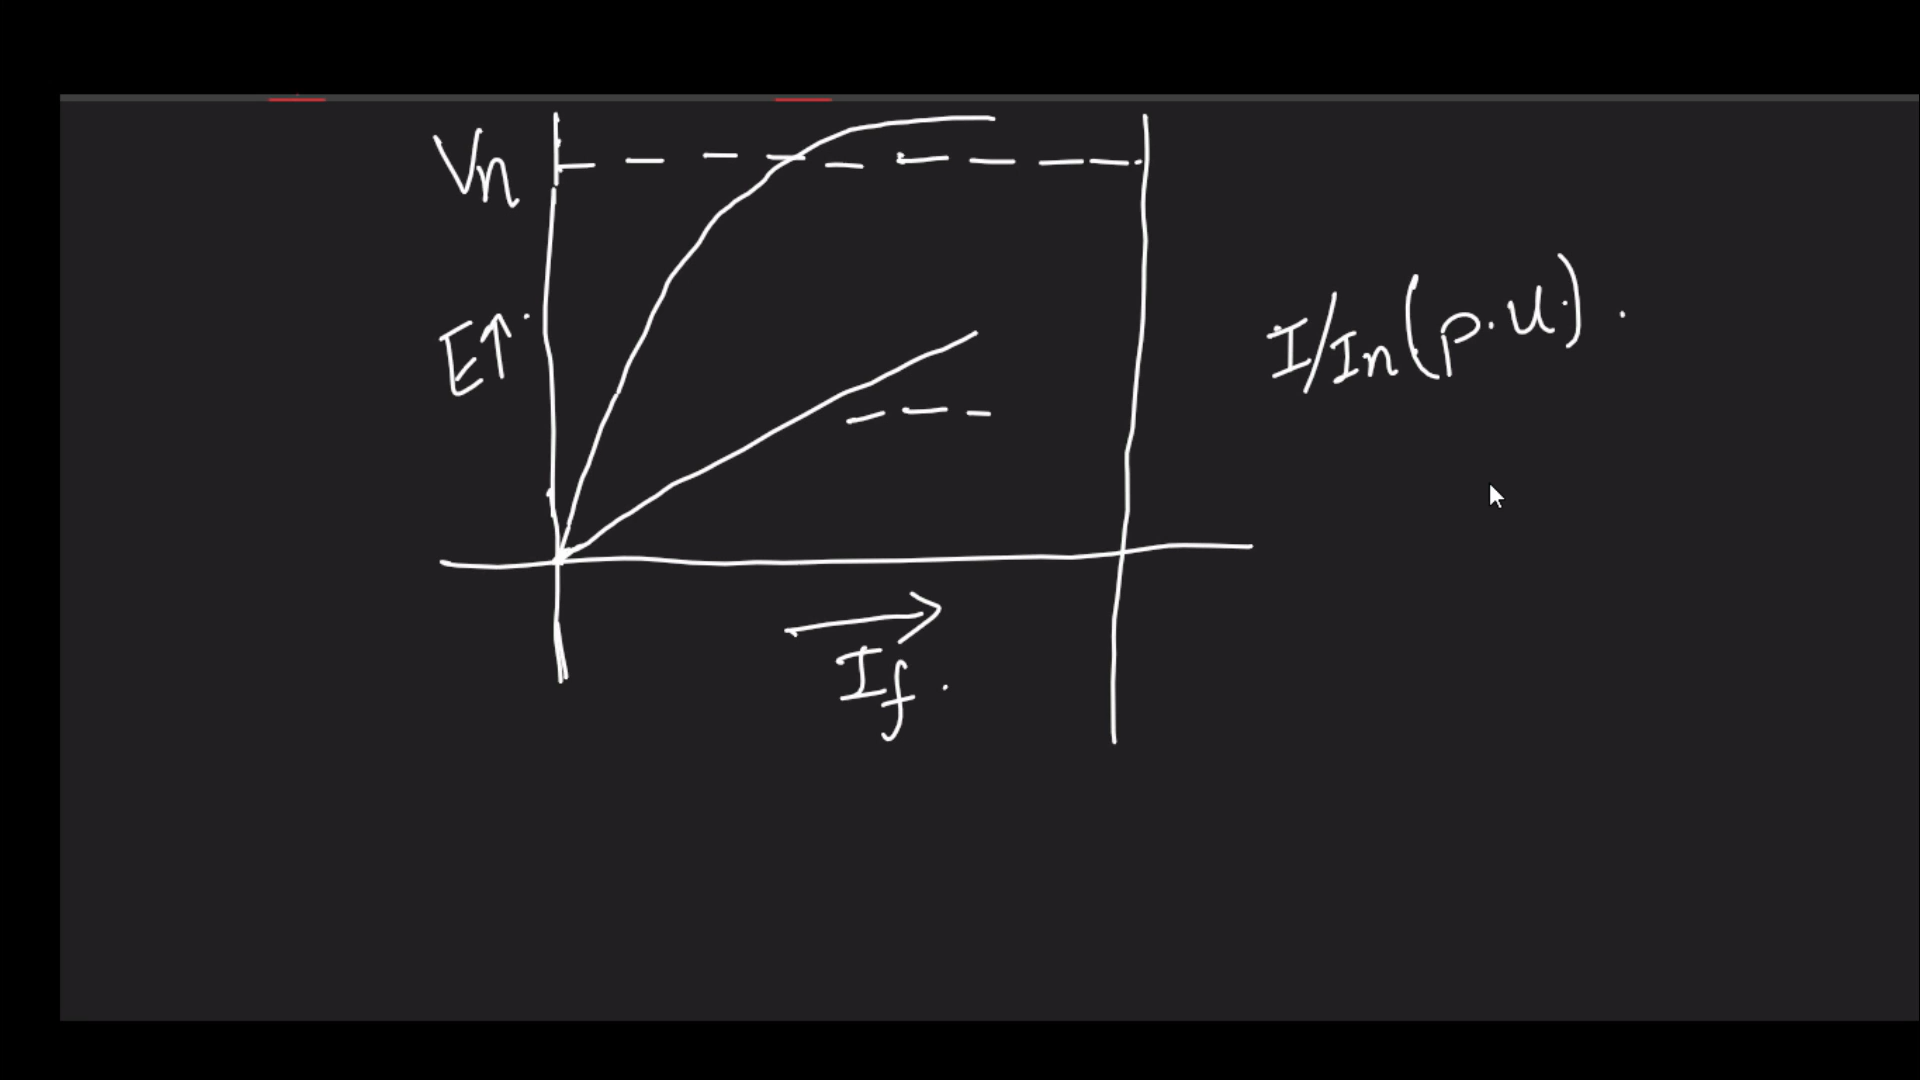 Vn
E↑
I/In (p.u.).
If.